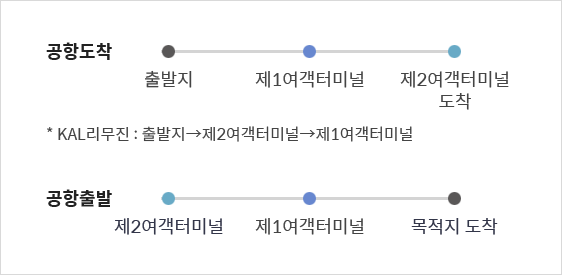 공항도착
출발지 제1여객터미널 제2여객터미널
도착
* KAL리무진 : 출발지→제2여객터미널→제1여객터미널
공항출발
제2여객터미널 제1여객터미널 목적지 도착